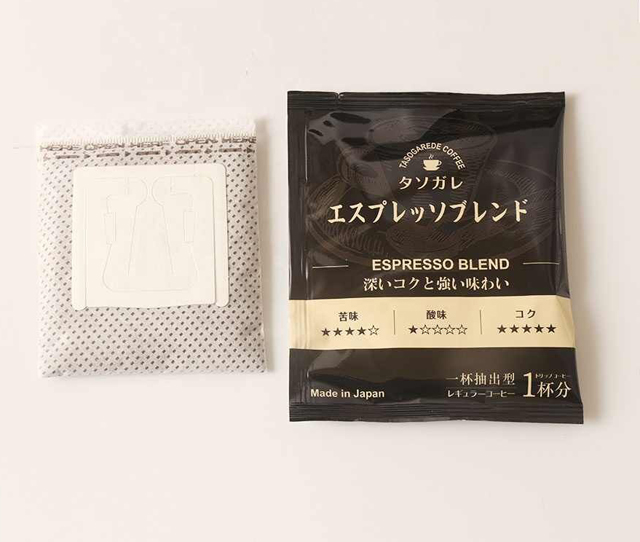 OPEN HERE
TASOGAREDE COFFEE
タソガレ
エスプレッソブレンド
ESPRESSO BLEND
深いコクと強い味わい
苦味 酸味 コク
★★★★☆ ★☆☆☆☆ ★★★★★
一杯抽出型 ドリップコーヒー
レギュラーコーヒー 1杯分
Made in Japan